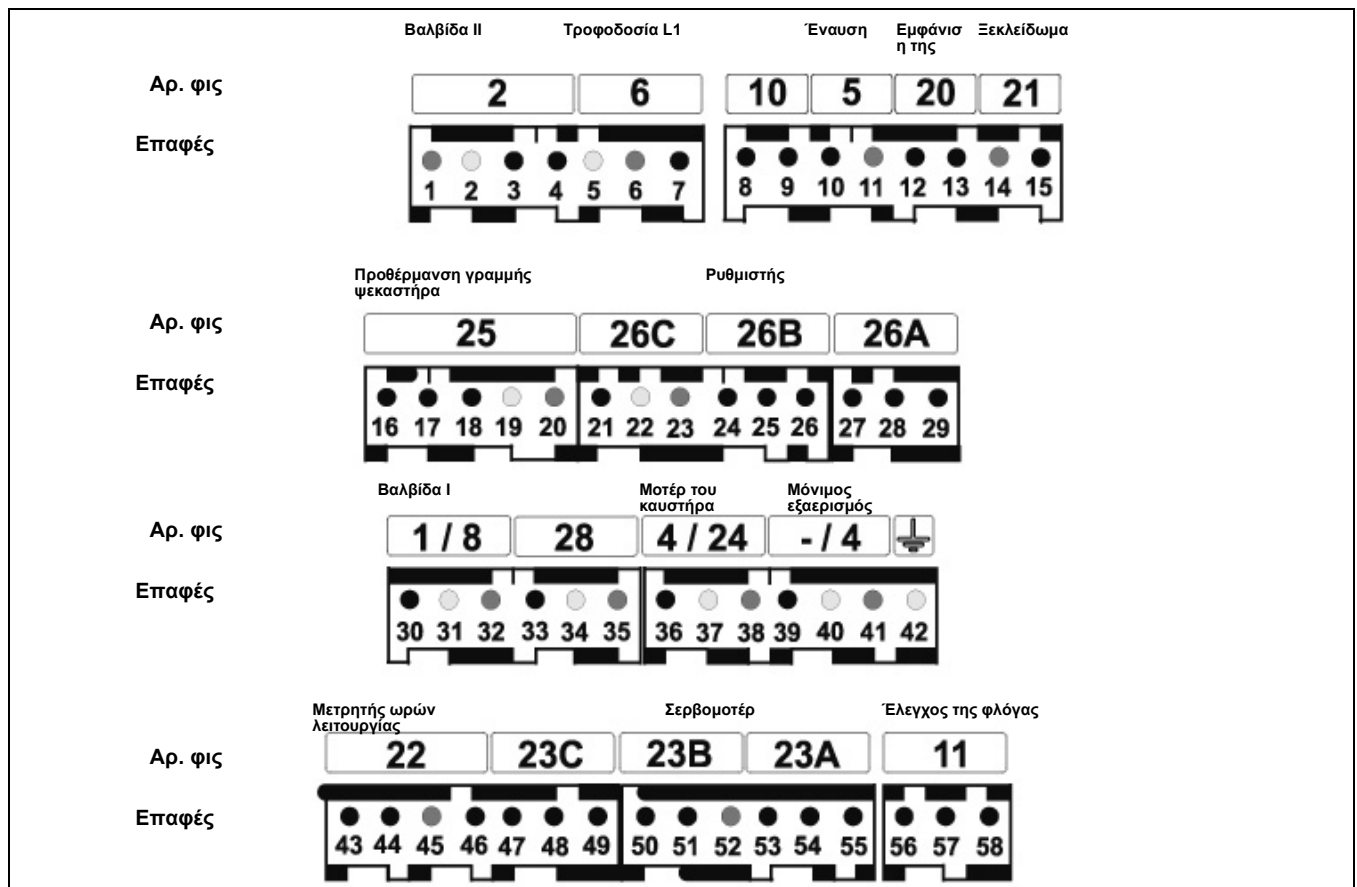 Βαλβίδα II Τροφοδοσία L1 Έναυση Εμφάνισ Ξεκλείδωμα
η της
Αρ. φις 2 6 10 5 20 21
Επαφές
1 2 3 4 5 6 7 8 9 10 11 12 13 14 15
Προθέρμανση γραμμής Ρυθμιστής
ψεκαστήρα
Αρ. φις 25 26C 26B 26A
Επαφές
16 17 18 19 20 21 22 23 24 25 26 27 28 29
Βαλβίδα I Μοτέρ του Μόνιμος
καυστήρα εξαερισμός
Αρ. φις 1 / 8 28 4 / 24 - / 4
Επαφές
30 31 32 33 34 35 36 37 38 39 40 41 42
Μετρητής ωρών Σερβομοτέρ Έλεγχος της φλόγας
λειτουργίας
Αρ. φις 22 23C 23B 23A 11
Επαφές
43 44 45 46 47 48 49 50 51 52 53 54 55 56 57 58